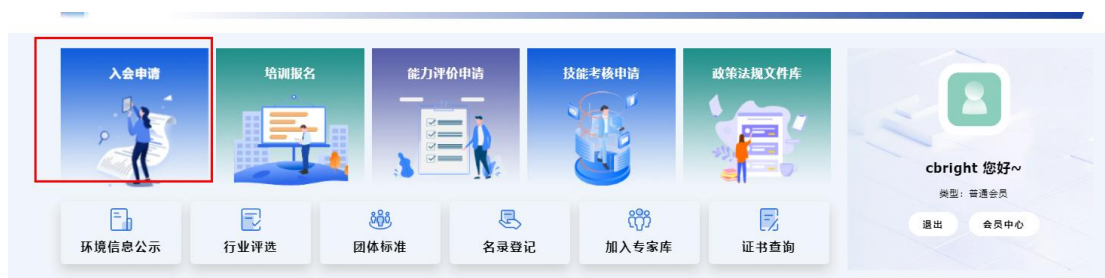 入会申请
培训报名
能力评价申请
技能考核申请
政策法规文件库
cbright 您好~
类型：普通会员
退出
会员中心
环境信息公示
行业评选
团体标准
名录登记
加入专家库
证书查询